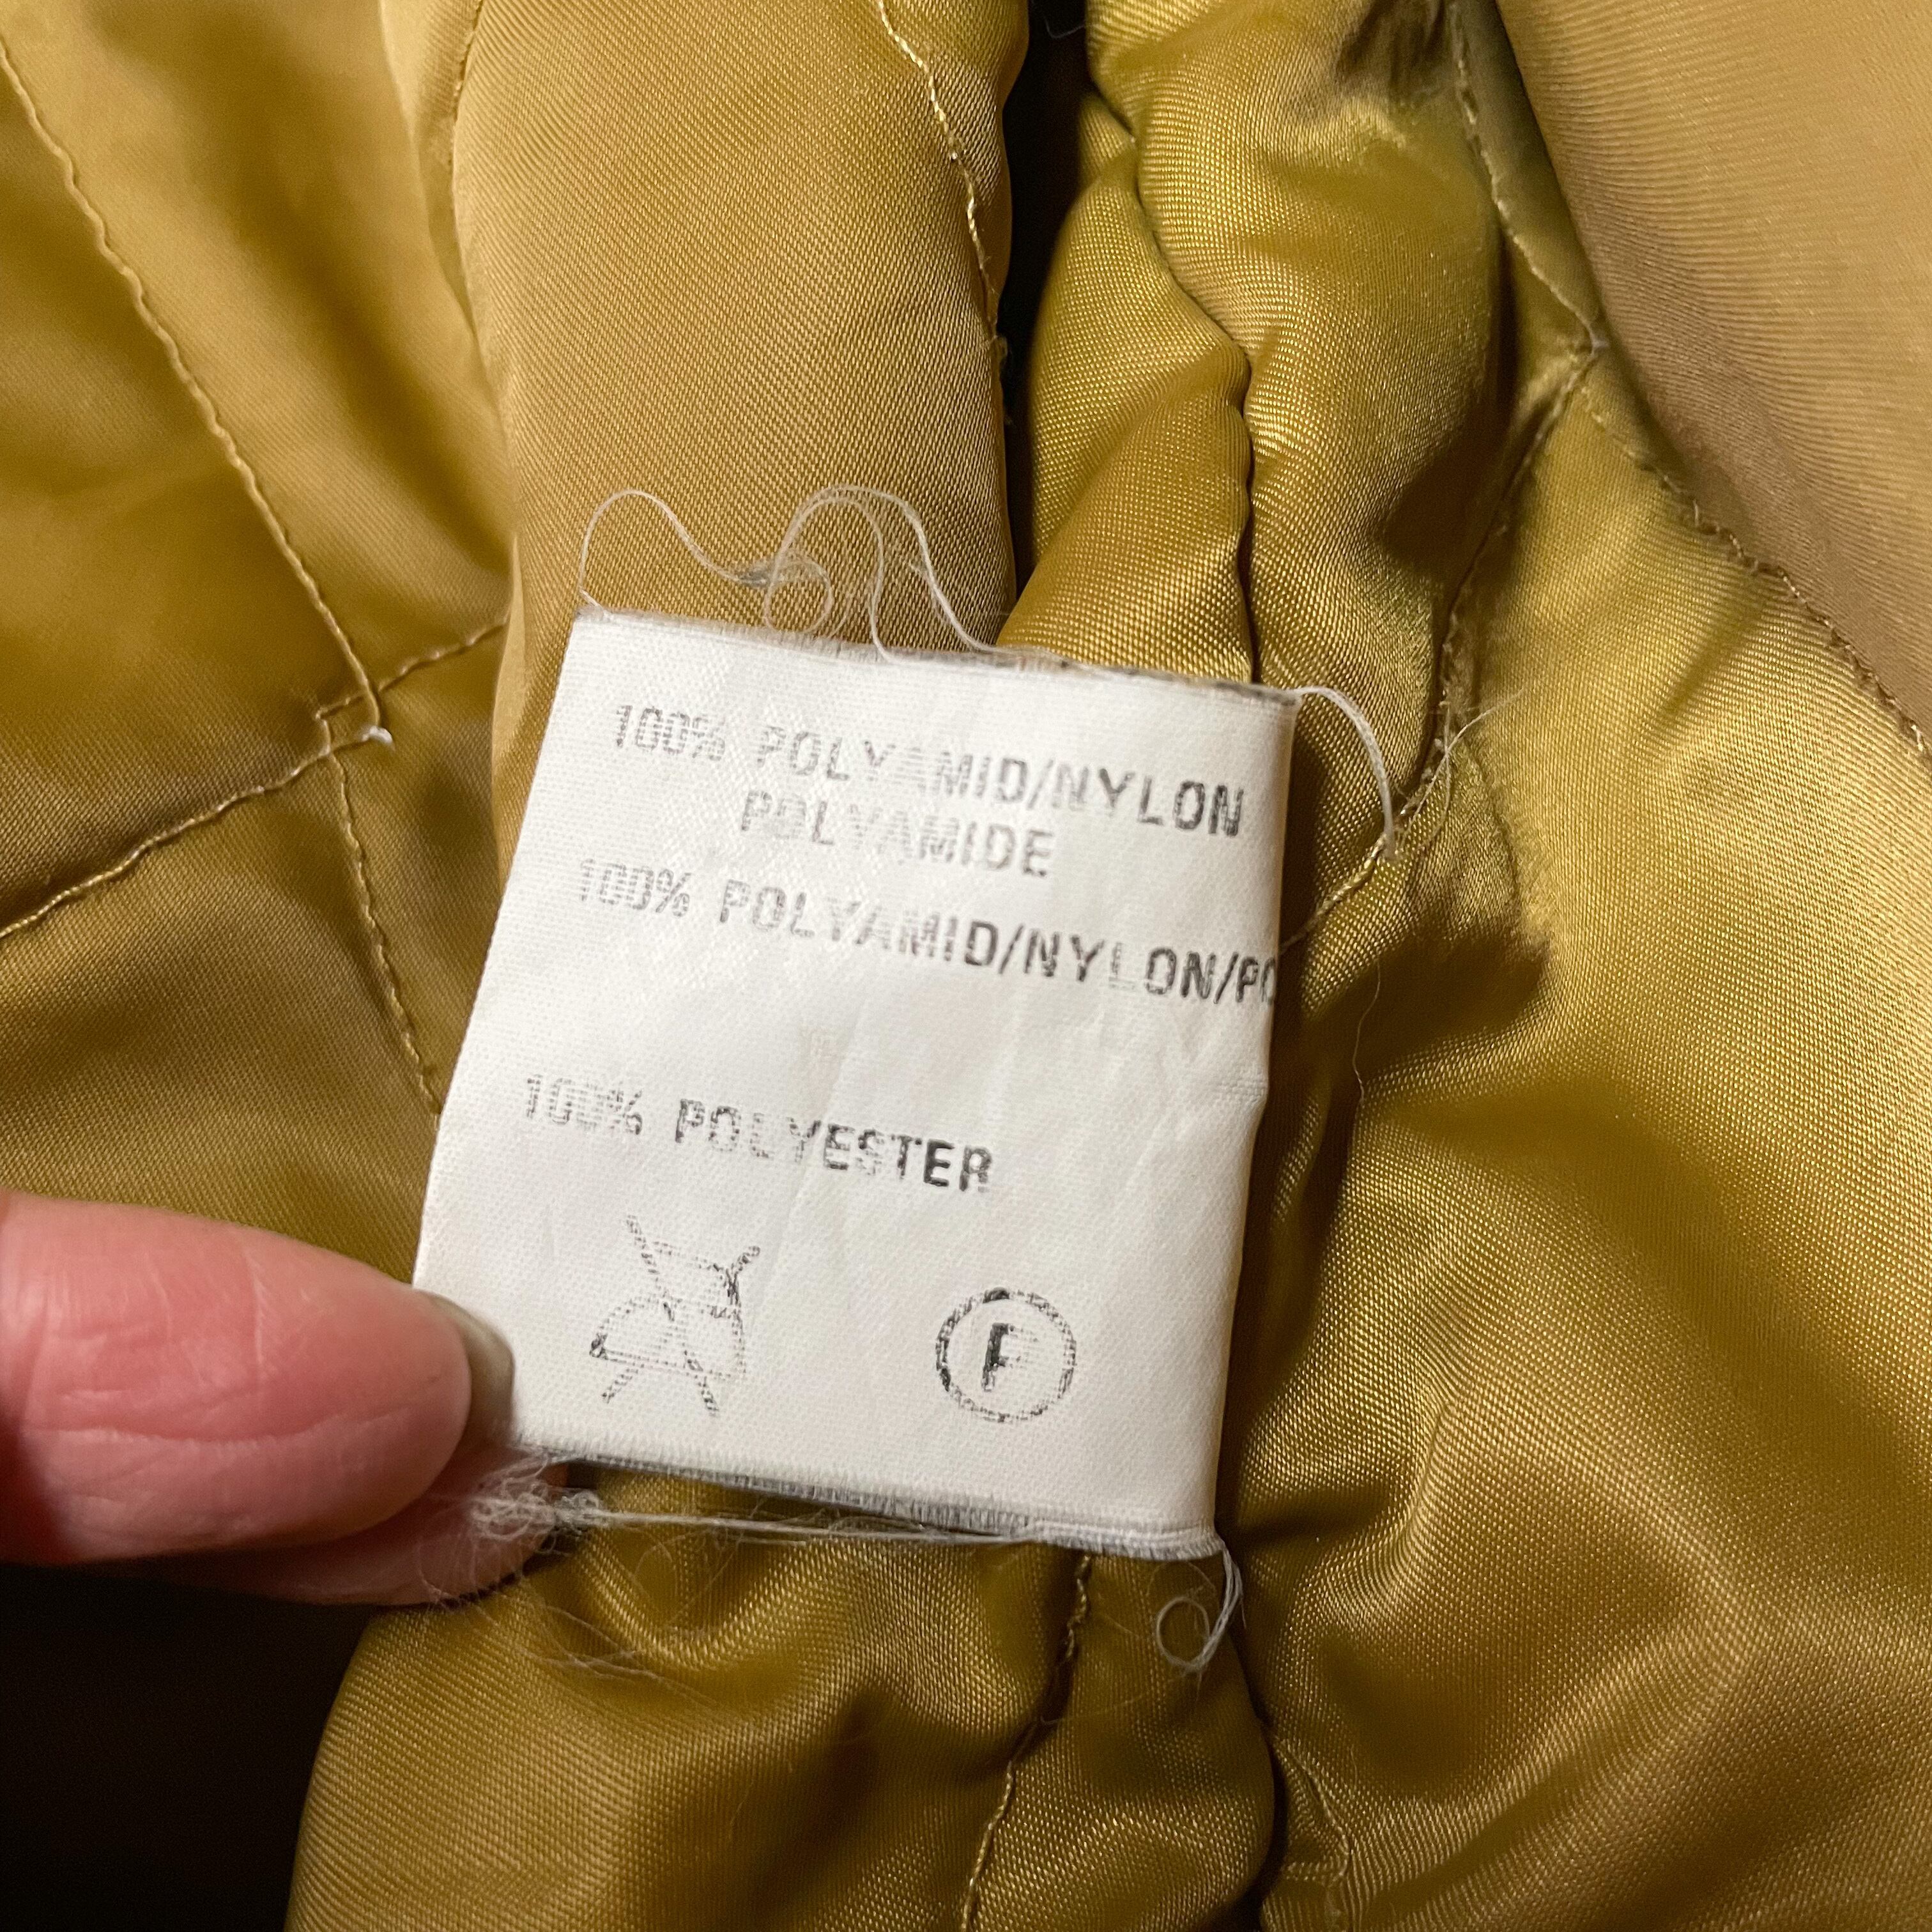 100% POLYAMID/NYLON
POLYAMIDE
100% POLYAMID/NYLON/PO
100% POLYESTER
F